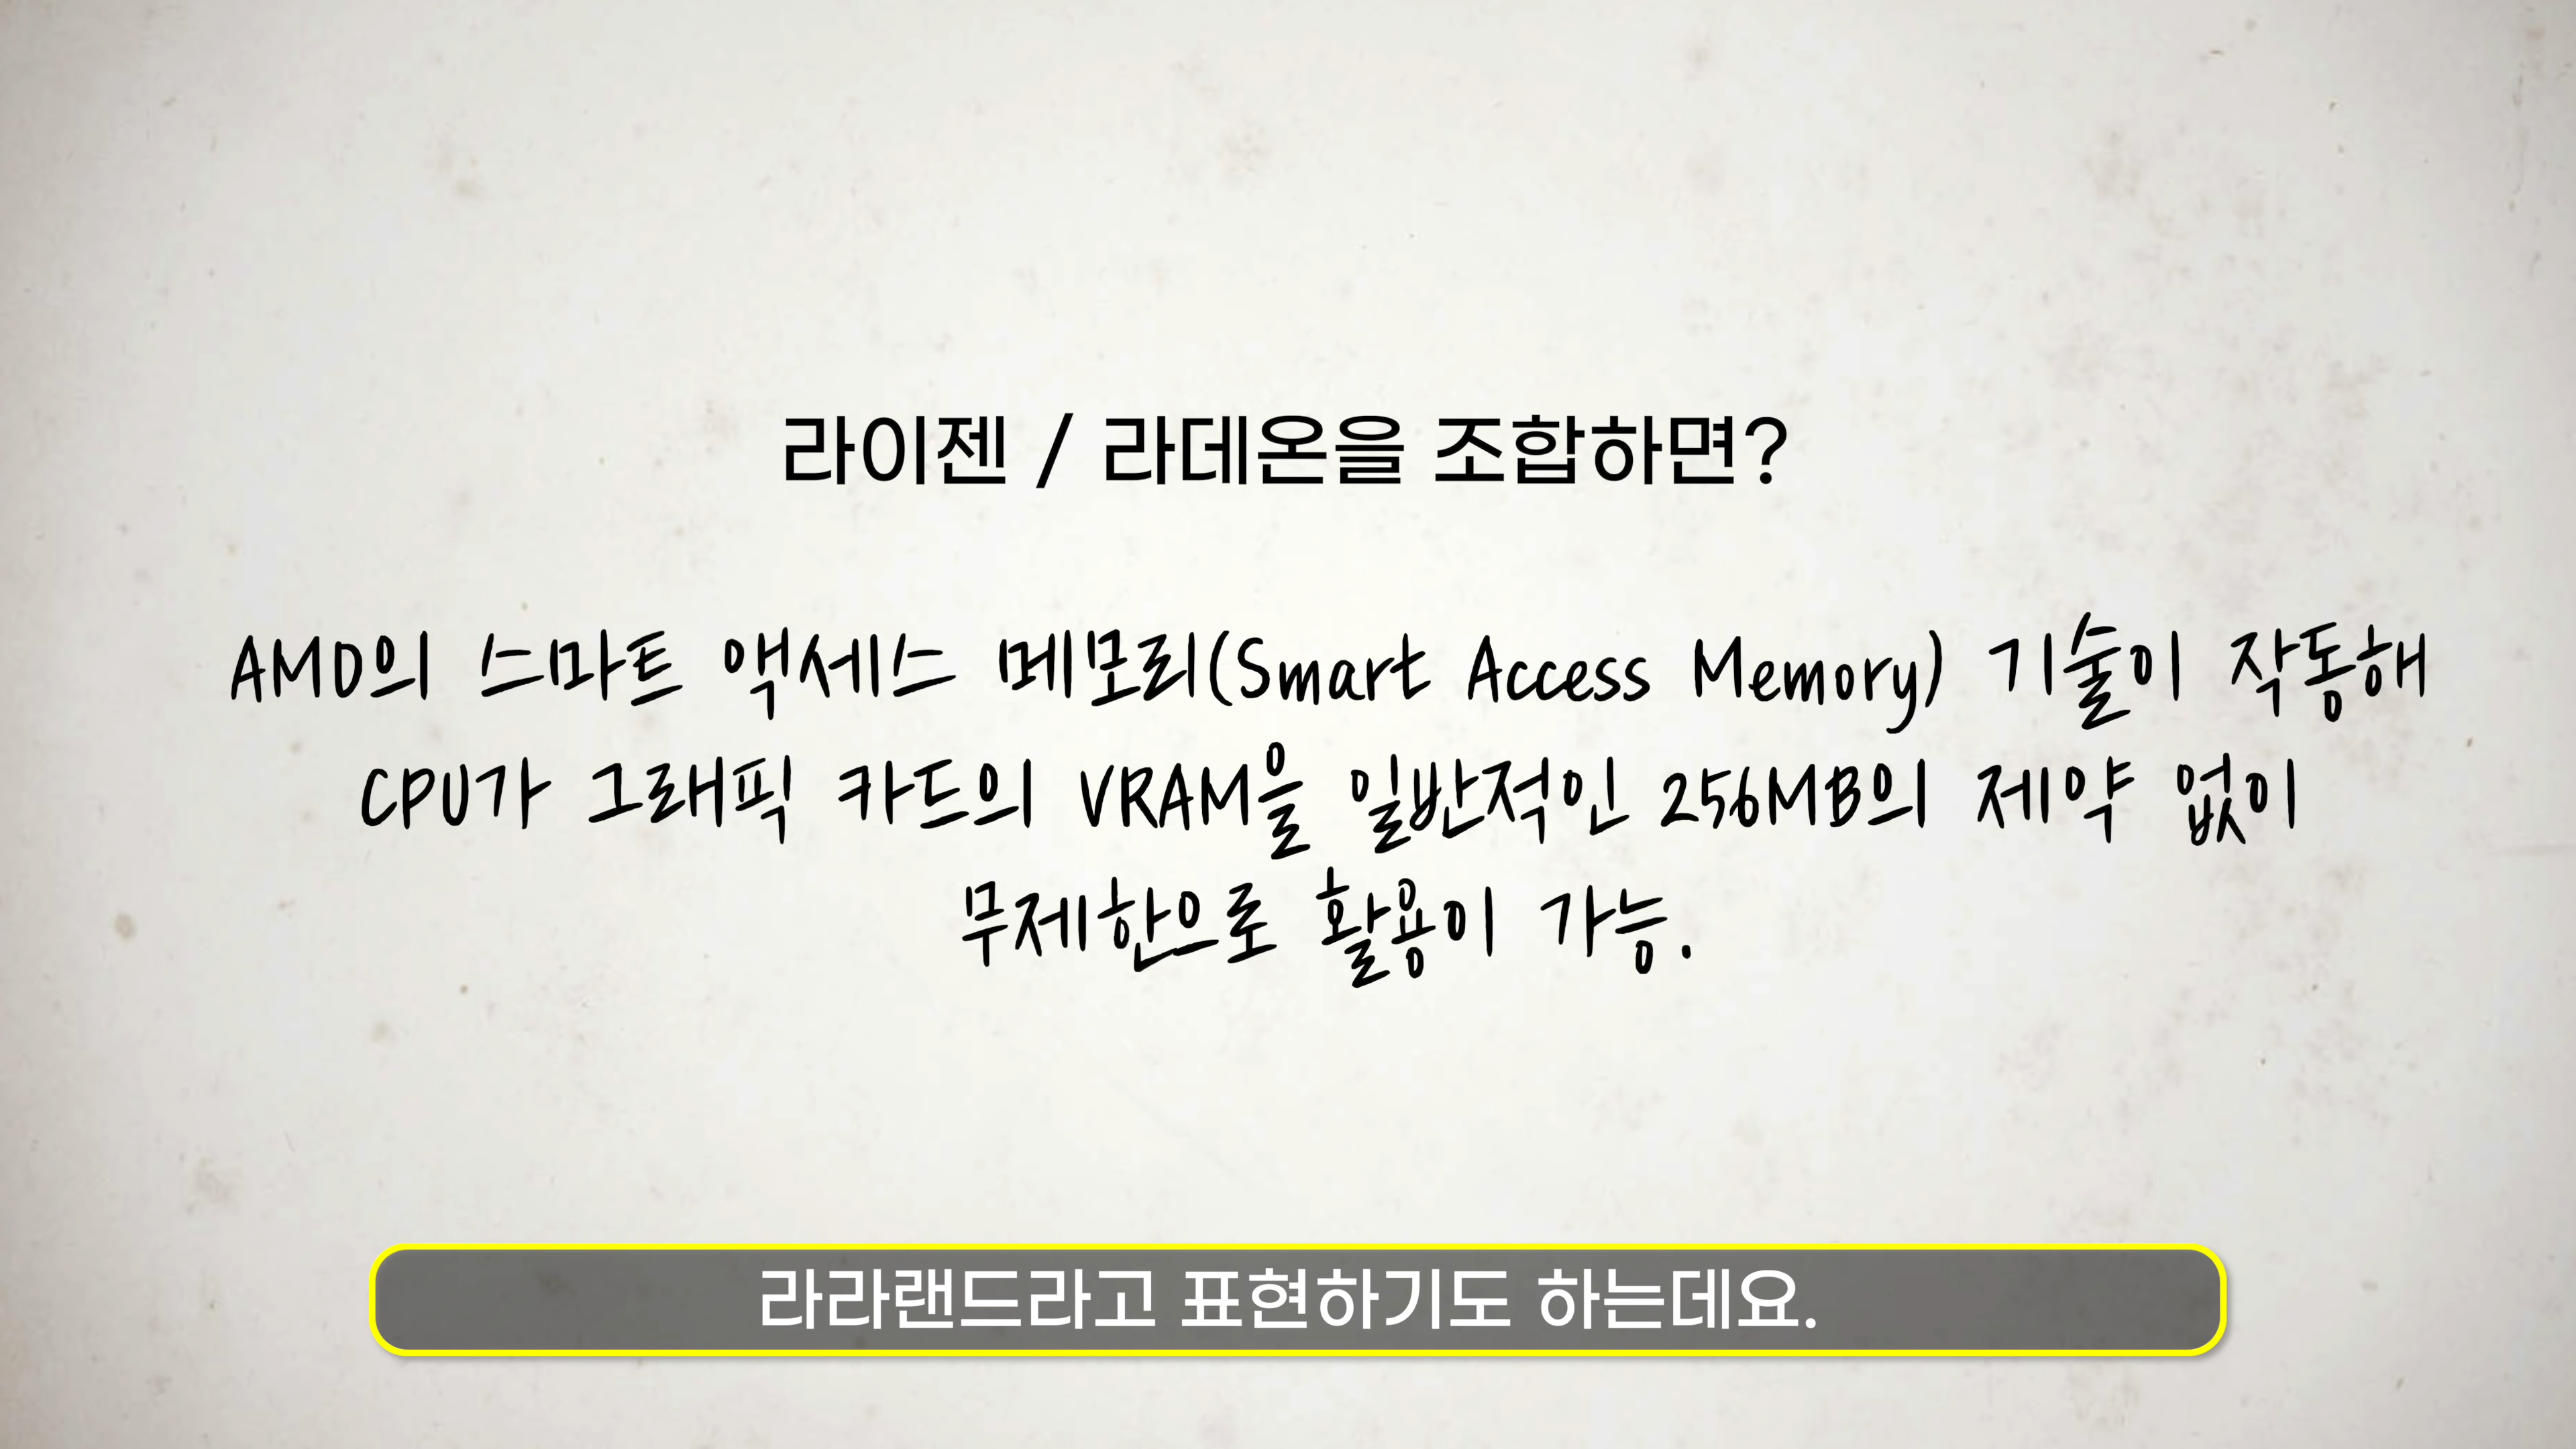 라이젠 / 라데온을 조합하면?
AMD의 스마트 액세스 메모리(Smart Access Memory) 기술이 작동해
CPU가 그래픽 카드의 VRAM을 일반적인 256MB의 제약 없이
무제한으로 활용이 가능.
라라랜드라고 표현하기도 하는데요.